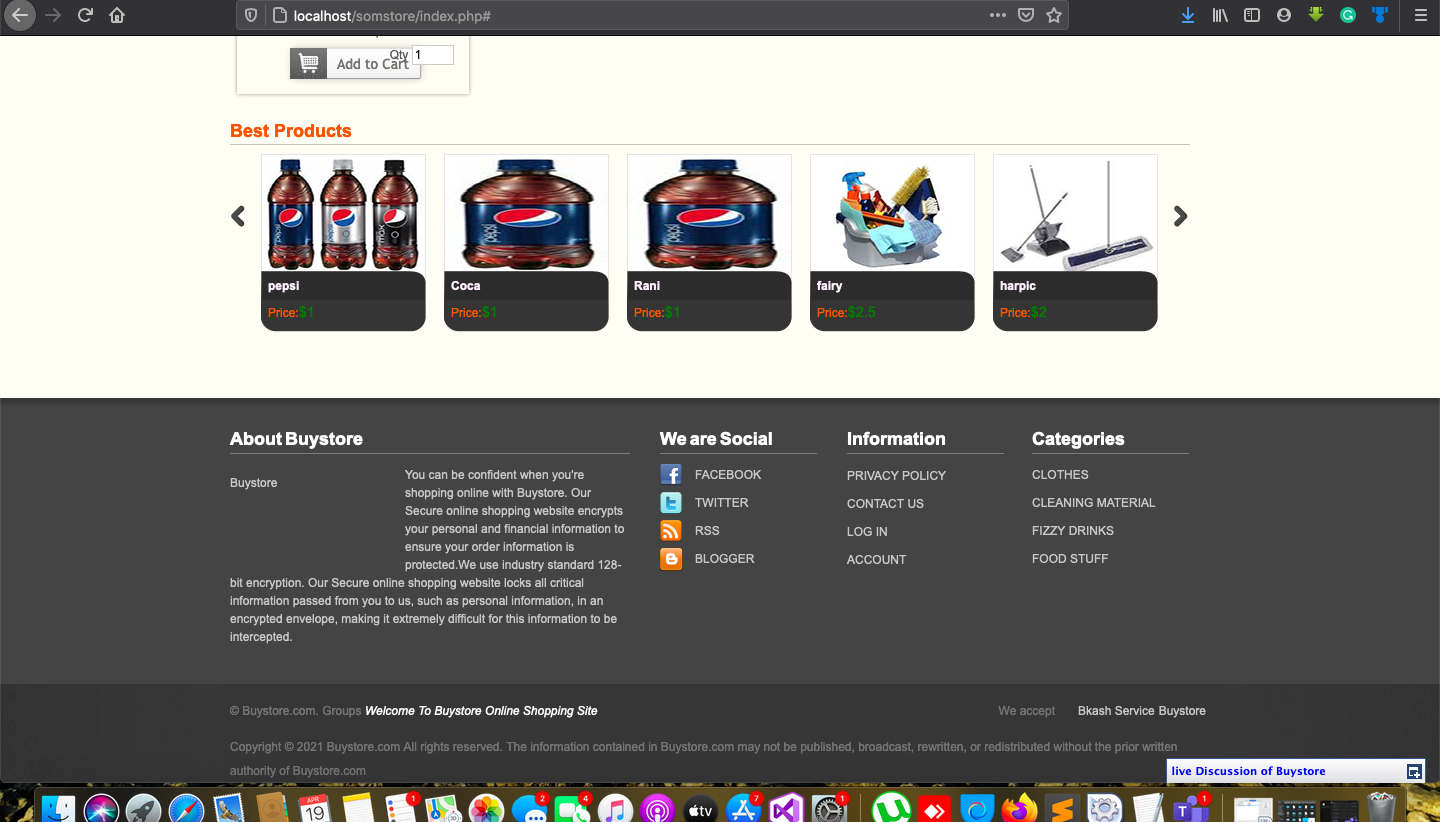 localhost/somstore/index.php#
Qty 1
Add to Cart
Best Products
pepsi
Price:$1
Coca
Price:$1
Rani
Price:$1
fairy
Price:$2.5
harpic
Price:$2
About Buystore
Buystore
You can be confident when you're
shopping online with Buystore. Our
Secure online shopping website encrypts
your personal and financial information to
ensure your order information is
protected.We use industry standard 128-
bit encryption. Our Secure online shopping website locks all critical
information passed from you to us, such as personal information, in an
encrypted envelope, making it extremely difficult for this information to be
intercepted.
We are Social
FACEBOOK
TWITTER
RSS
BLOGGER
Information
PRIVACY POLICY
CONTACT US
LOG IN
ACCOUNT
Categories
CLOTHES
CLEANING MATERIAL
FIZZY DRINKS
FOOD STUFF
© Buystore.com. Groups Welcome To Buystore Online Shopping Site
We accept Bkash Service Buystore
Copyright © 2021 Buystore.com All rights reserved. The information contained in Buystore.com may not be published, broadcast, rewritten, or redistributed without the prior written
authority of Buystore.com
live Discussion of Buystore
APR
19
1
2
4
tv
7
1
1